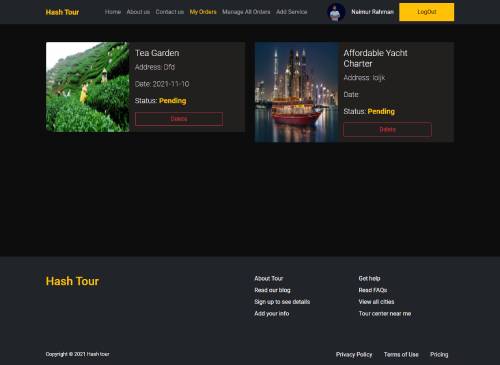 Hash Tour
Home About us Contact us My Orders Manage All Orders Add Service Naimur Rahman LogOut
Tea Garden
Address: Dfd
Date: 2021-11-10
Status: Pending
Delete
Affordable Yacht
Charter
Address: loljk
Date:
Status: Pending
Delete
Hash Tour
About Tour
Read our blog
Sign up to see details
Add your info
Get help
Read FAQs
View all cities
Tour center near me
Copyright © 2021 Hash tour
Privacy Policy Terms of Use Pricing